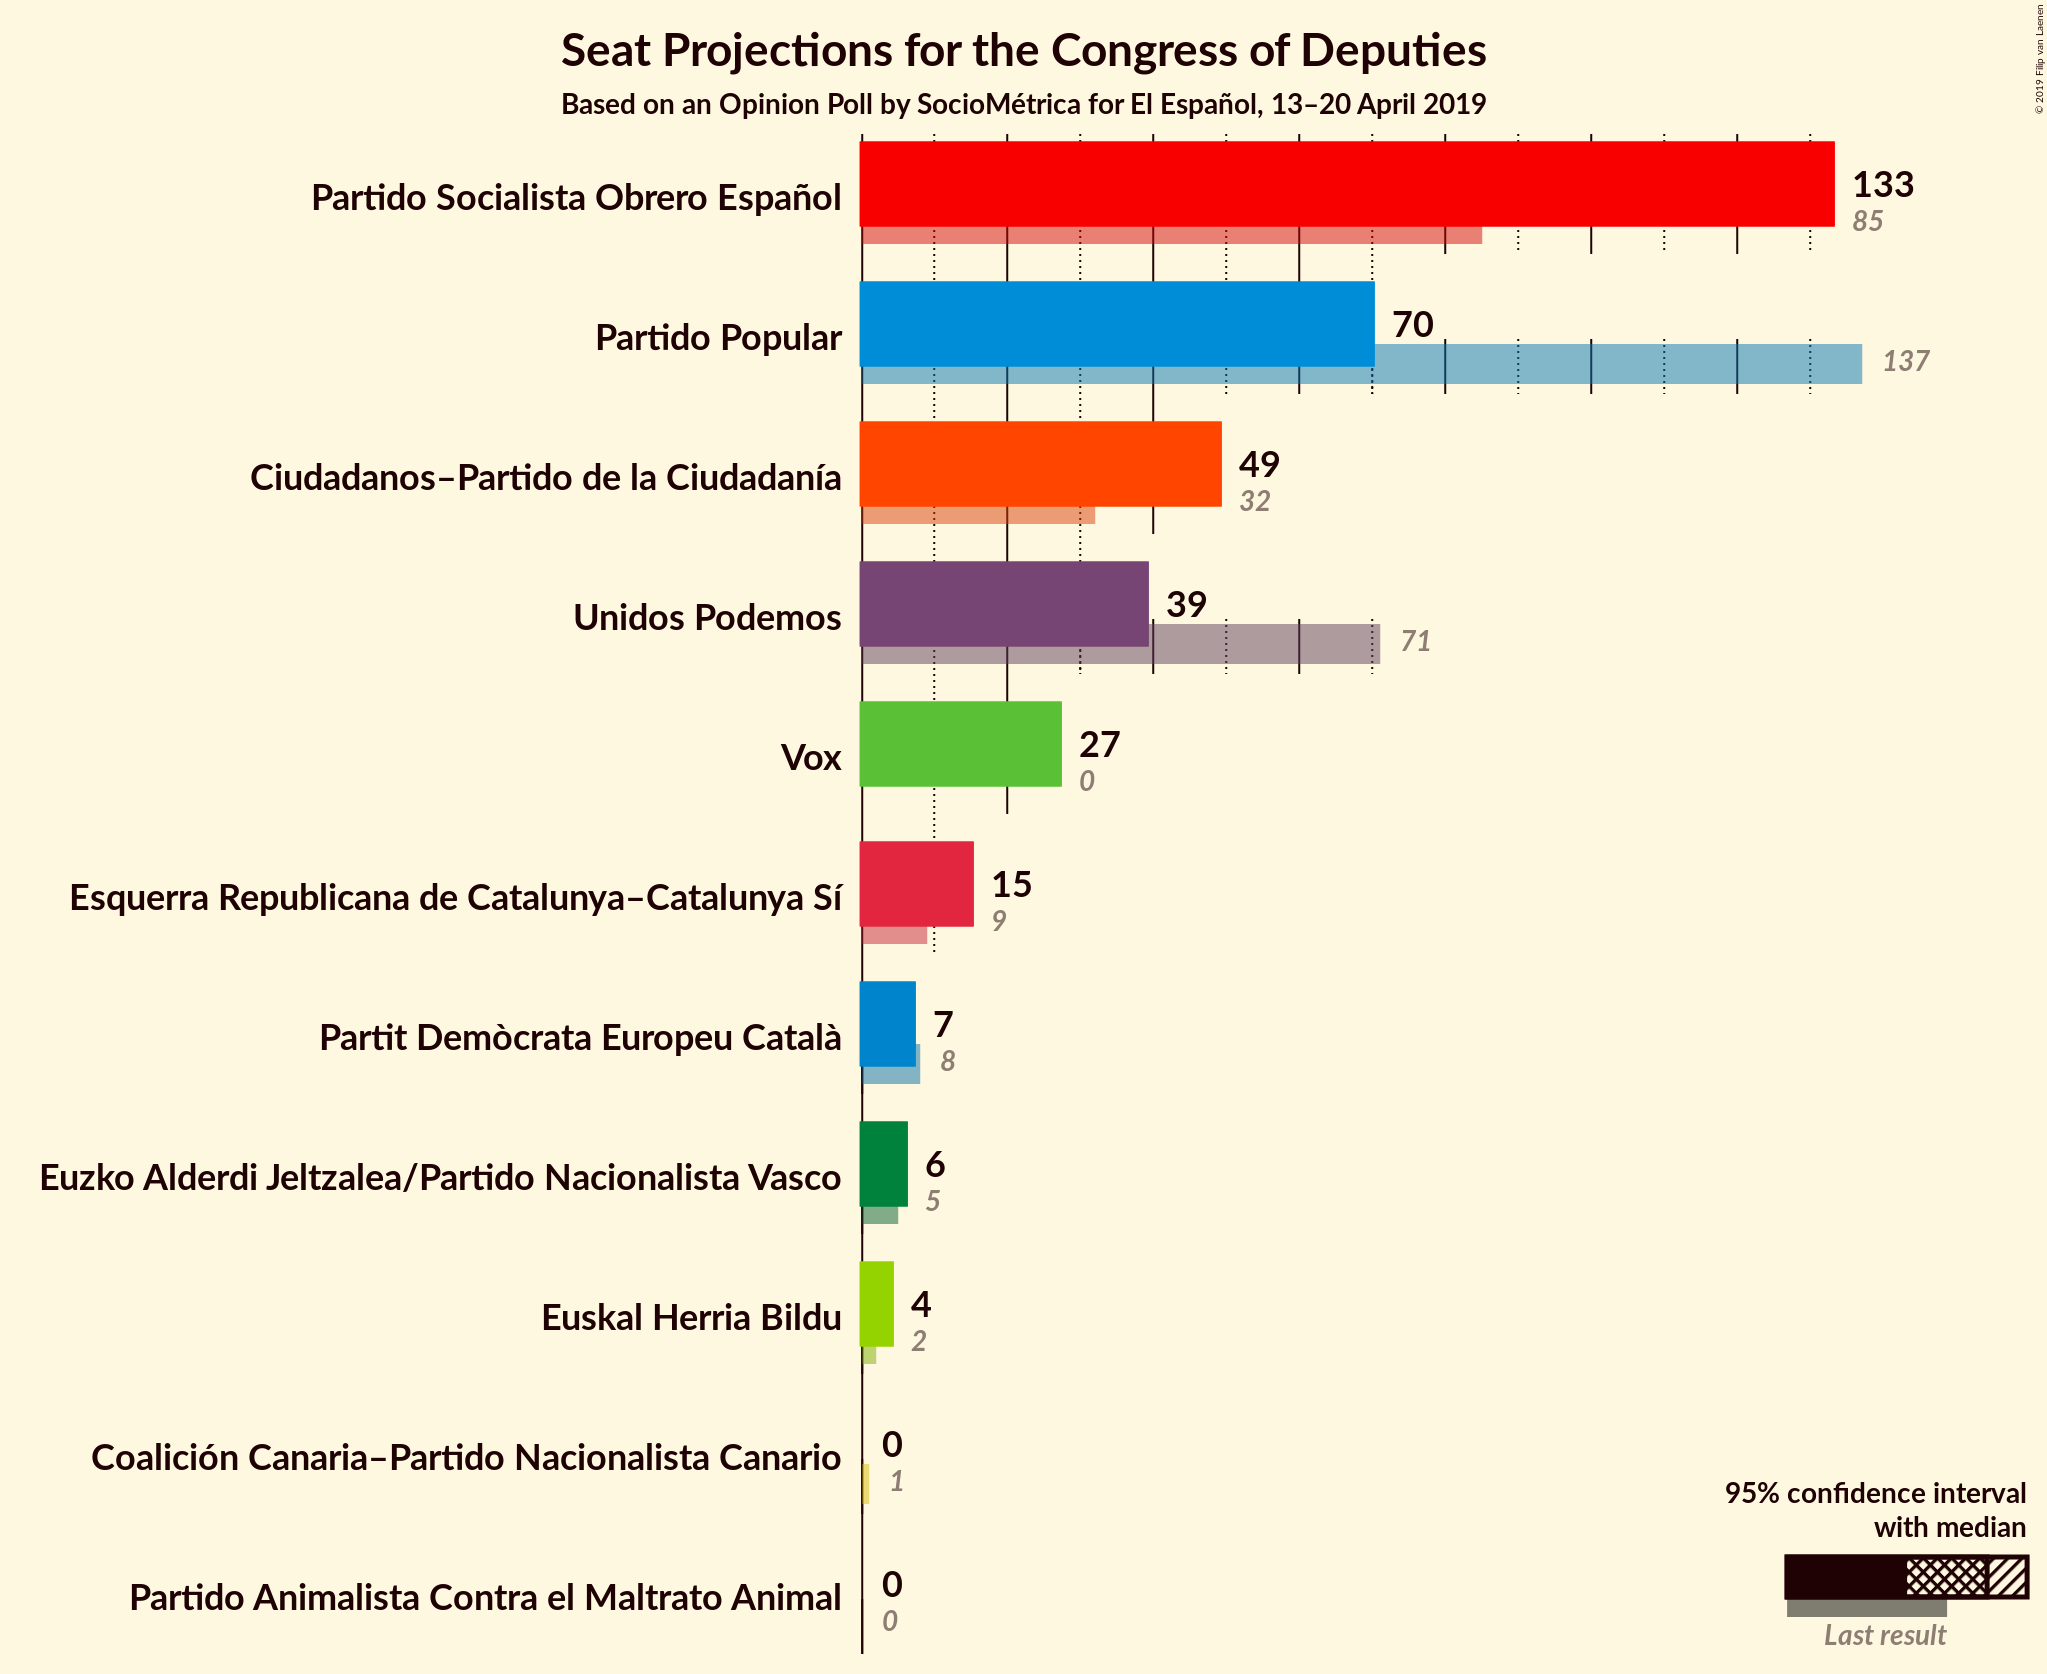 Seat Projections for the Congress of Deputies
Based on an Opinion Poll by SocioMétrica for El Español, 13–20 April 2019
© 2019 Filip van Laenen
Partido Socialista Obrero Español
133
85
Partido Popular
70
137
Ciudadanos–Partido de la Ciudadanía
49
32
Unidos Podemos
39
71
Vox
27
0
Esquerra Republicana de Catalunya–Catalunya Sí
15
9
Partit Demòcrata Europeu Català
7
8
Euzko Alderdi Jeltzalea/Partido Nacionalista Vasco
6
5
Euskal Herria Bildu
4
2
Coalición Canaria–Partido Nacionalista Canario
0
1
Partido Animalista Contra el Maltrato Animal
0
0
95% confidence interval
with median
Last result